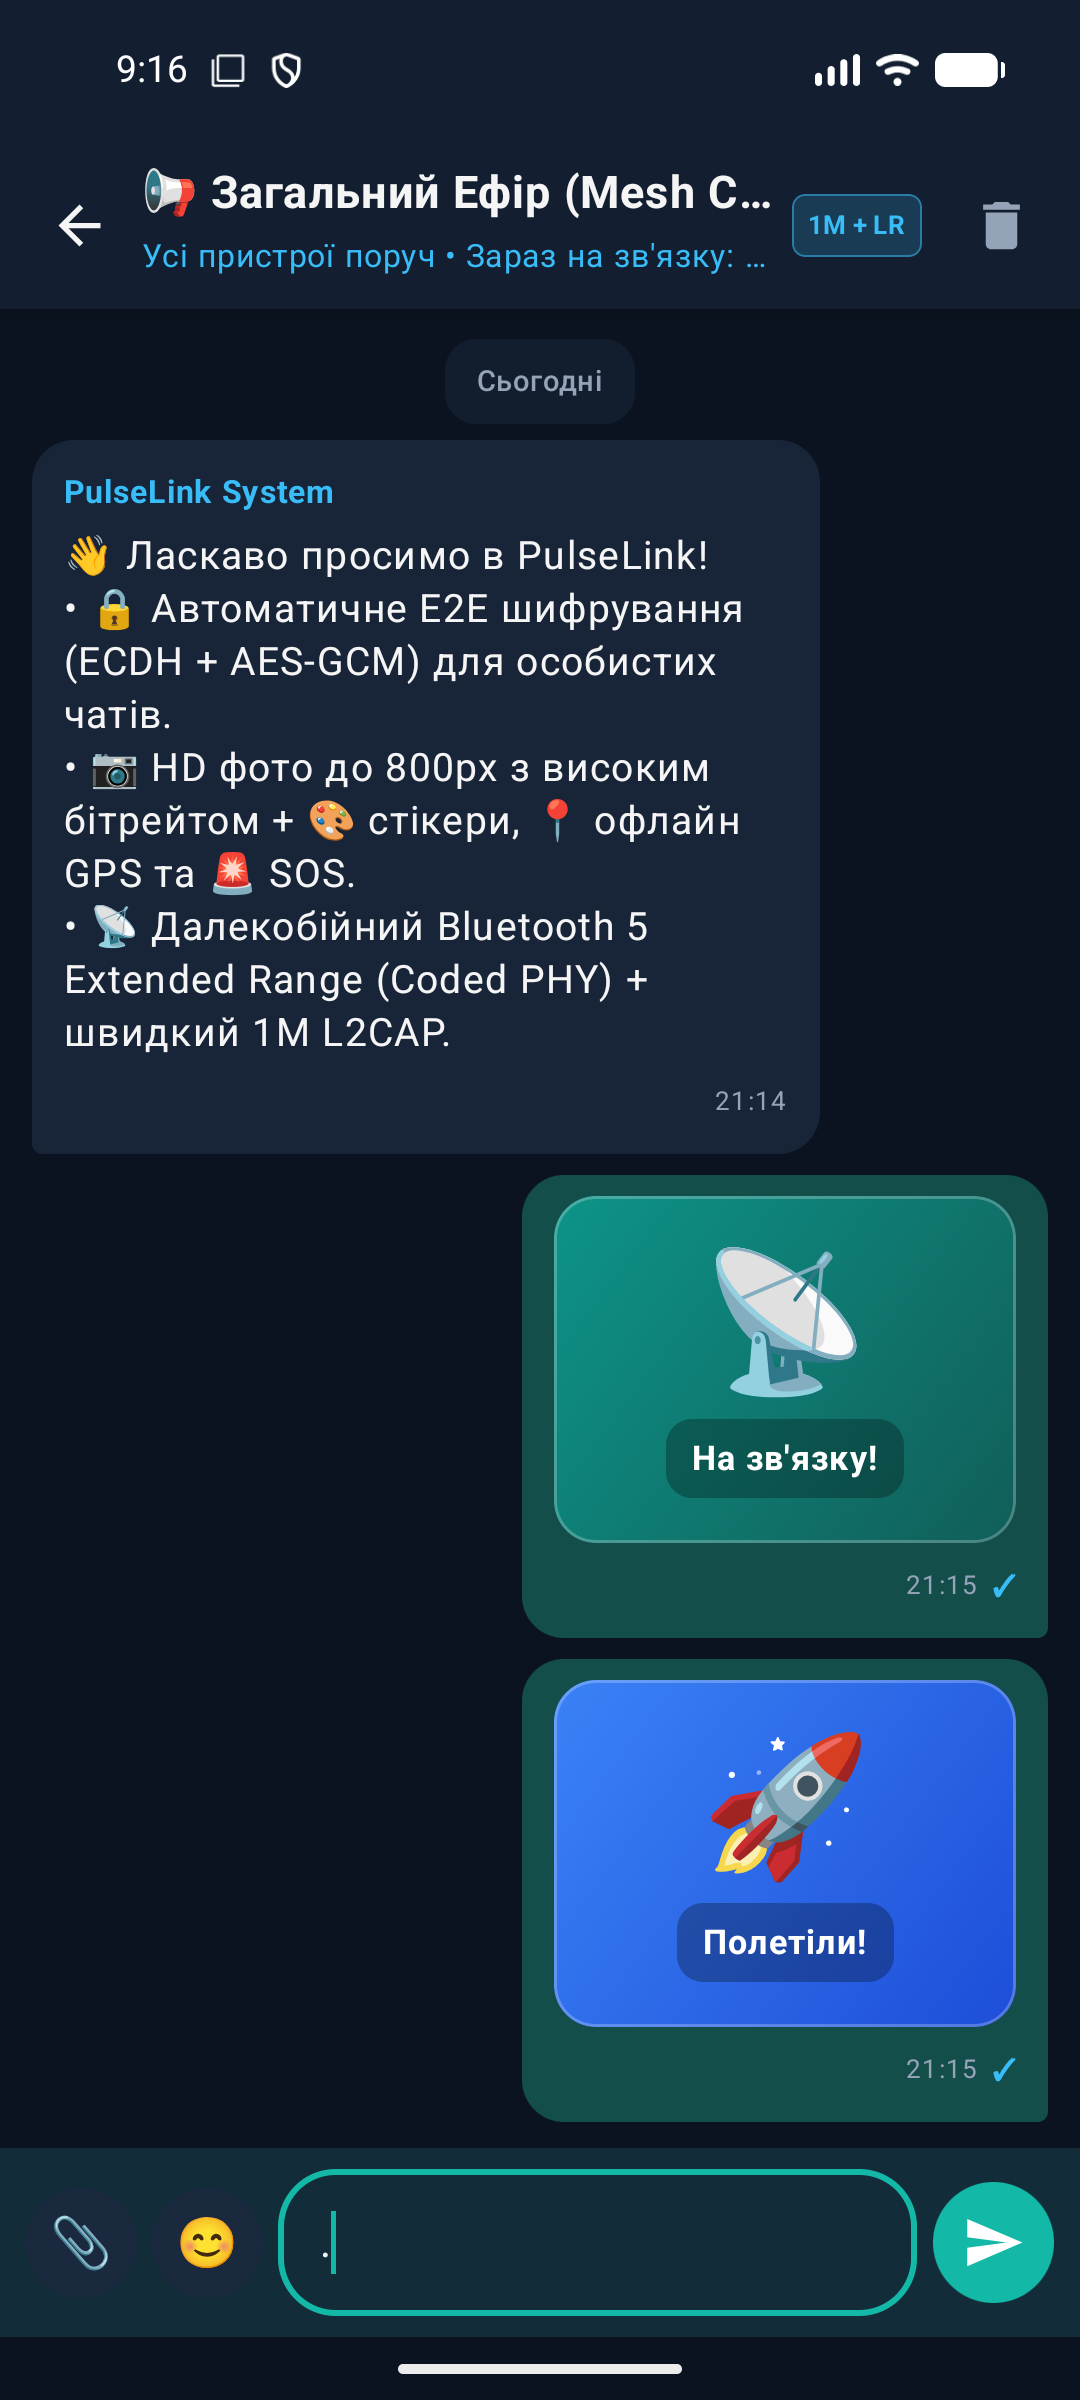 9:16
📢 Загальний Ефір (Mesh C...
1M + LR
Усі пристрої поруч • Зараз на зв'язку: ...
Сьогодні
PulseLink System
👋 Ласкаво просимо в PulseLink!
• 🔒 Автоматичне E2E шифрування
(ECDH + AES-GCM) для особистих
чатів.
• 📷 HD фото до 800px з високим
бітрейтом + 🎨 стікери, 📍 офлайн
GPS та 🚨 SOS.
• 📡 Далекобійний Bluetooth 5
Extended Range (Coded PHY) +
швидкий 1M L2CAP.
21:14
На зв'язку!
21:15 ✓
Полетіли!
21:15 ✓
.